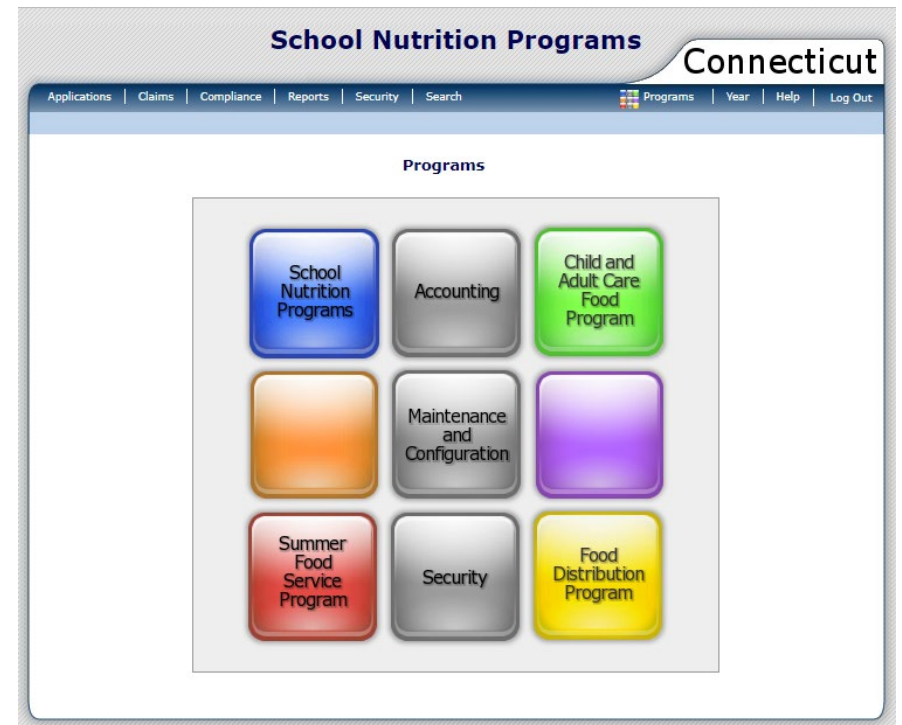 School Nutrition Programs
Connecticut
Applications | Claims | Compliance | Reports | Security | Search Programs | Year | Help | Log Out
Programs
School
Nutrition
Programs
Accounting
Child and
Adult Care
Food
Program
Maintenance
and
Configuration
Summer
Food
Service
Program
Security
Food
Distribution
Program